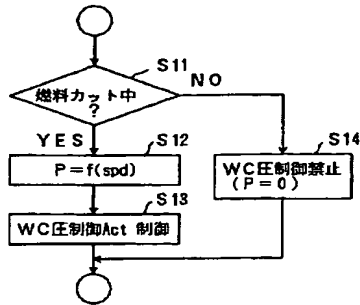 S11
燃料カット中
?
NO
YES
S12
P=f(spd)
S13
WC圧制御Act 制御
S14
WC圧制御禁止
(P=0)